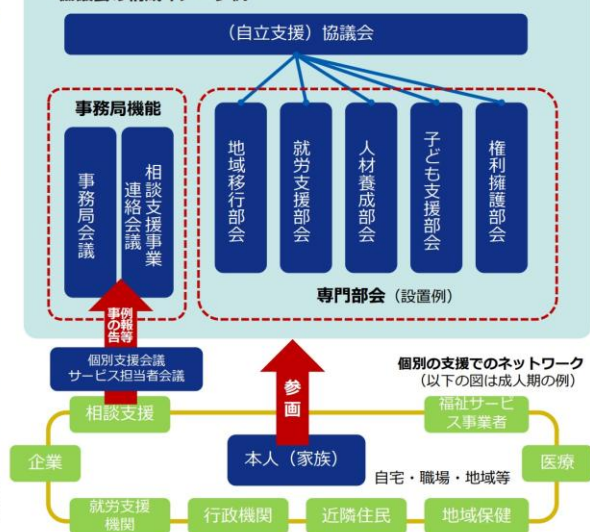 (自立支援)協議会
事務局機能
事務局会議
相談支援事業
連絡会議
地域移行部会
就労支援部会
人材養成部会
子ども支援部会
権利擁護部会
専門部会(設置例)
事例
の報
告等
個別支援会議
サービス担当者会議
参画
個別の支援でのネットワーク
(以下の図は成人期の例)
相談支援
福祉サービ
ス事業者
企業
本人(家族)
自宅・職場・地域等
医療
就労支援
機関
行政機関
近隣住民
地域保健